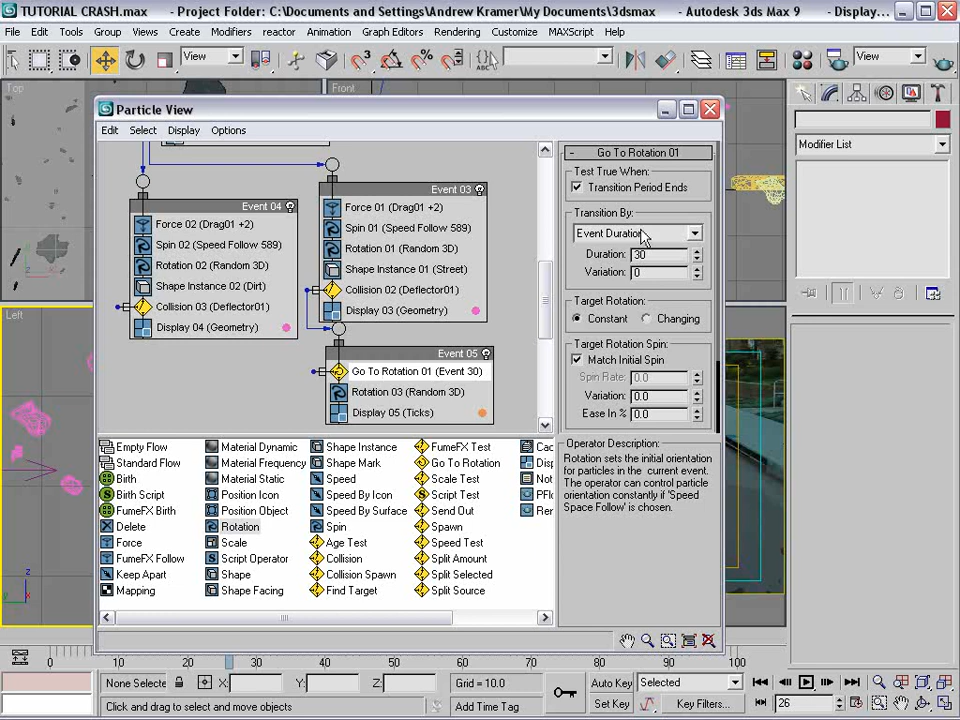 TUTORIAL CRASH.max - Project Folder: C:\Documents and Settings\Andrew Kramer\My Documents\3dsmax - Autodesk 3ds Max 9 - Display...
File Edit Tools Group Views Create Modifiers reactor Animation Graph Editors Rendering Customize MAXScript Help
View View
Top Front
Particle View
Edit Select Display Options
Event 04
Force 02 (Drag01 +2)
Spin 02 (Speed Follow 589)
Rotation 02 (Random 3D)
Shape Instance 02 (Dirt)
Collision 03 (Deflector01)
Display 04 (Geometry)
Event 03
Force 01 (Drag01 +2)
Spin 01 (Speed Follow 589)
Rotation 01 (Random 3D)
Shape Instance 01 (Street)
Collision 02 (Deflector01)
Display 03 (Geometry)
Event 05
Go To Rotation 01 (Event 30)
Rotation 03 (Random 3D)
Display 05 (Ticks)
- Go To Rotation 01
Test True When:
Transition Period Ends
Transition By:
Event Duration
Duration: 30
Variation: 0
Target Rotation:
Constant Changing
Target Rotation Spin:
Match Initial Spin
Spin Rate: 0.0
Variation: 0.0
Ease In % 0.0
Operator Description:
Rotation sets the initial orientation
for particles in the current event.
The operator can control particle
orientation constantly if 'Speed
Space Follow' is chosen.
Empty Flow Material Dynamic Shape Instance FumeFX Test Cac
Standard Flow Material Frequency Shape Mark Go To Rotation Disp
Birth Material Static Speed Scale Test Not
Birth Script Position Icon Speed By Icon Script Test PFlo
FumeFX Birth Position Object Speed By Surface Send Out Ren
Delete Rotation Spin Spawn
Force Scale Age Test Speed Test
FumeFX Follow Script Operator Collision Split Amount
Keep Apart Shape Collision Spawn Split Selected
Mapping Shape Facing Find Target Split Source
Modifier List
Left
z
y
10 20 30 40 50 60 70 80 90 100
None Selecte X: Y: Z: Grid = 10.0 Auto Key Selected
Click and drag to select and move objects Add Time Tag Set Key Key Filters... 26